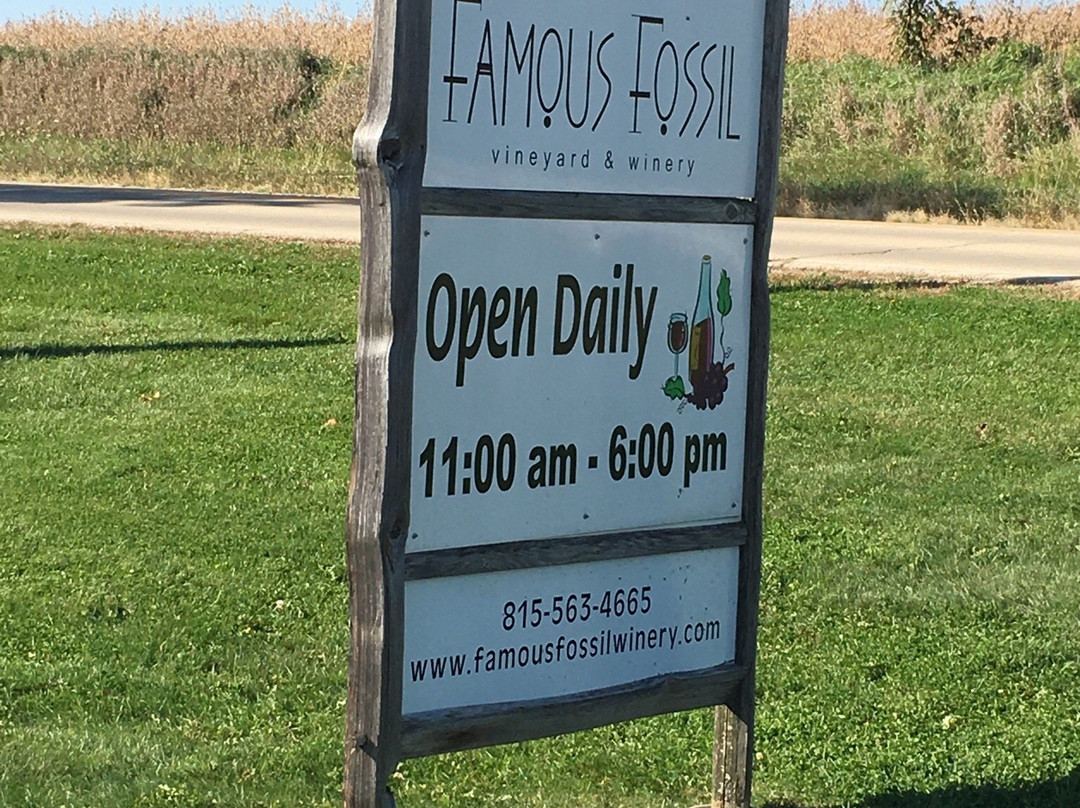 Famous Fossil
vineyard & winery
Open Daily
11:00 am - 6:00 pm
815-563-4665
www.famousfossilwinery.com